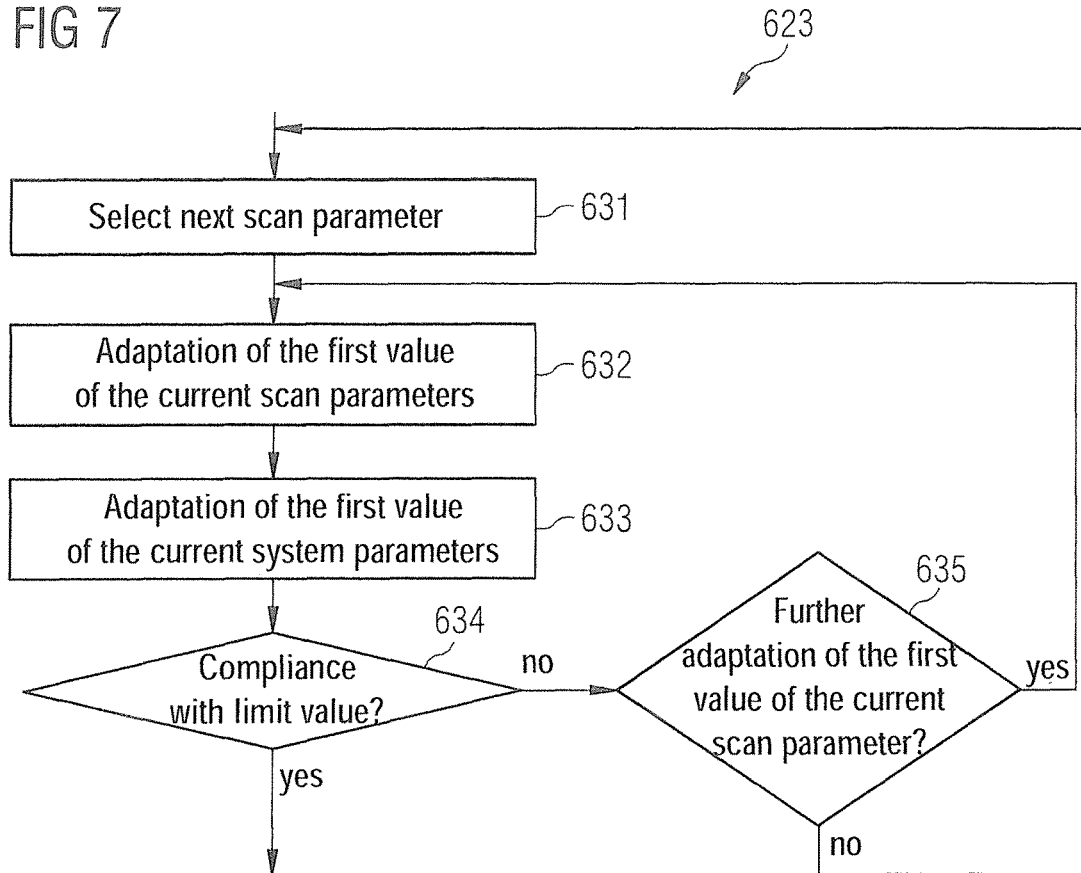 FIG 7
623
Select next scan parameter
631
Adaptation of the first value
of the current scan parameters
632
Adaptation of the first value
of the current system parameters
633
634
Compliance
with limit value?
no
yes
635
Further
adaptation of the first
value of the current
scan parameter?
yes
no